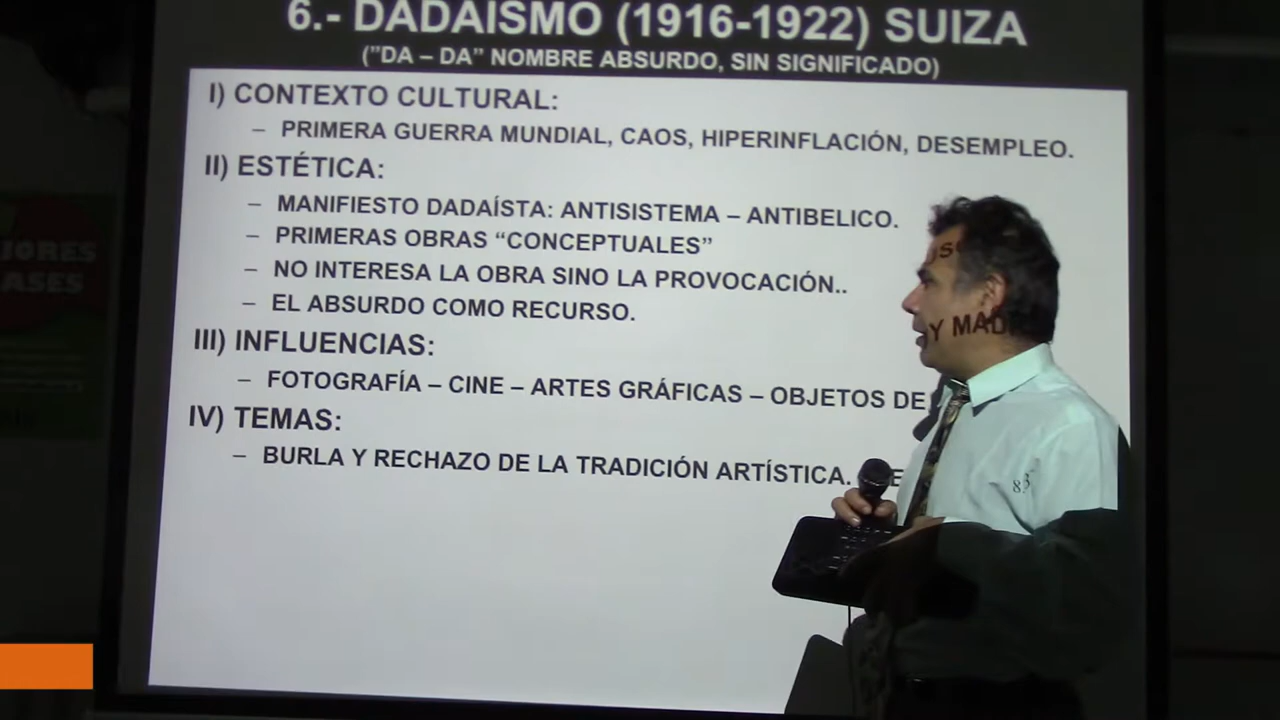 6.- DADAÍSMO (1916-1922) SUIZA
("DA – DA" NOMBRE ABSURDO, SIN SIGNIFICADO)
I) CONTEXTO CULTURAL:
– PRIMERA GUERRA MUNDIAL, CAOS, HIPERINFLACIÓN, DESEMPLEO.
II) ESTÉTICA:
– MANIFIESTO DADAÍSTA: ANTISISTEMA – ANTIBELICO.
– PRIMERAS OBRAS "CONCEPTUALES"
– NO INTERESA LA OBRA SINO LA PROVOCACIÓN..
– EL ABSURDO COMO RECURSO.
III) INFLUENCIAS:
– FOTOGRAFÍA – CINE – ARTES GRÁFICAS – OBJETOS DE
IV) TEMAS:
– BURLA Y RECHAZO DE LA TRADICIÓN ARTÍSTICA.
Y